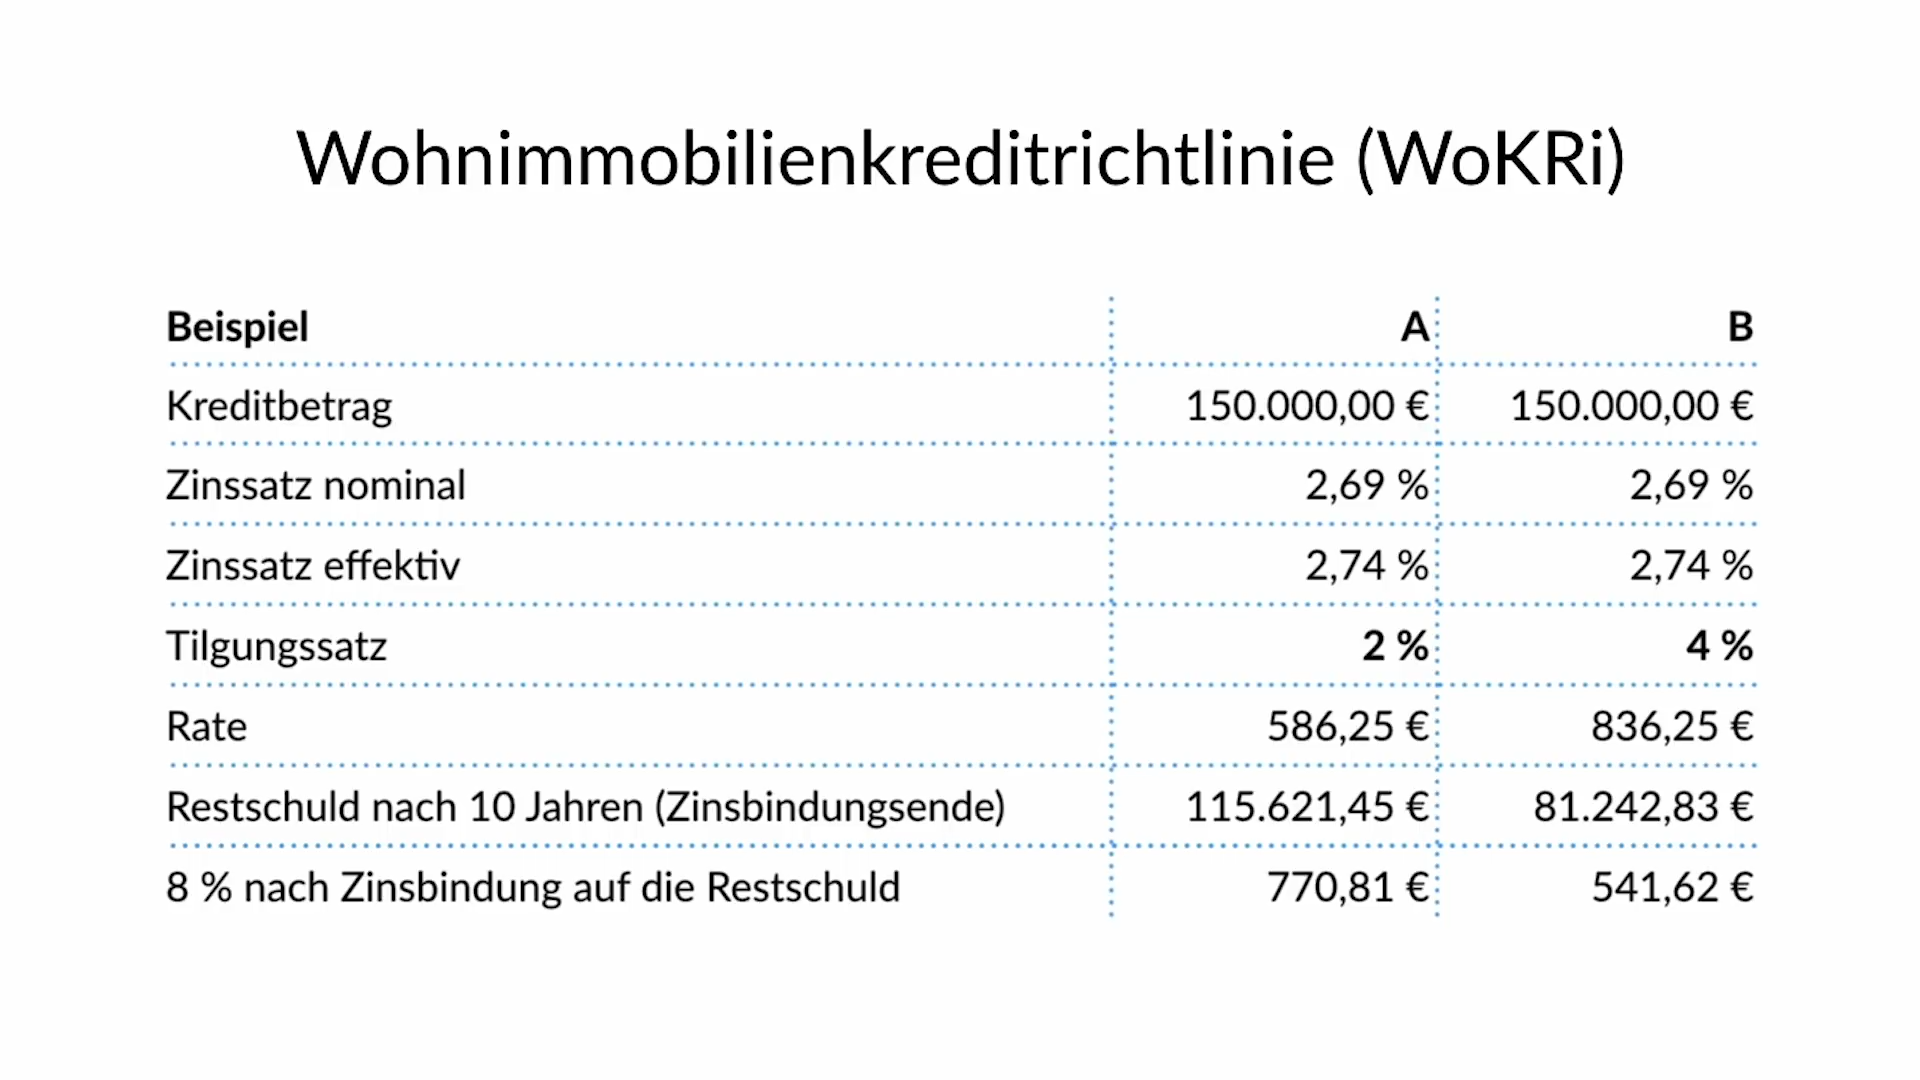 Wohnimmobilienkreditrichtlinie (WoKRi)
Beispiel A B
Kreditbetrag 150.000,00 € 150.000,00 €
Zinssatz nominal 2,69 % 2,69 %
Zinssatz effektiv 2,74 % 2,74 %
Tilgungssatz 2 % 4 %
Rate 586,25 € 836,25 €
Restschuld nach 10 Jahren (Zinsbindungsende) 115.621,45 € 81.242,83 €
8 % nach Zinsbindung auf die Restschuld 770,81 € 541,62 €